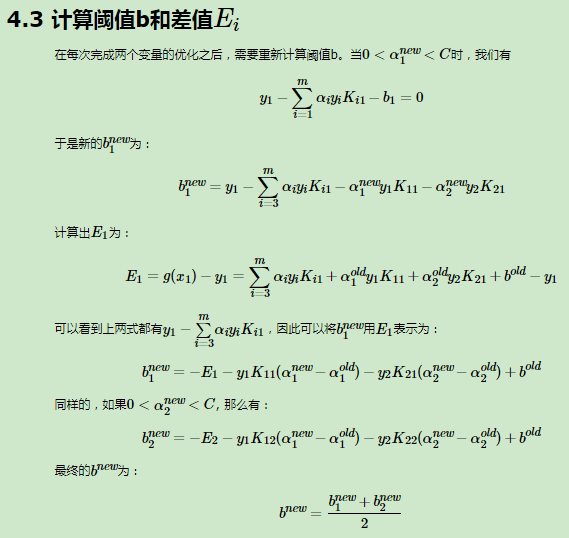 4.3 计算阈值b和差值$E_i$
在每次完成两个变量的优化之后，需要重新计算阈值b。当$0 < \alpha_1^{new} < C$时，我们有
$y_1 - \sum_{i=1}^{m} \alpha_i y_i K_{i1} - b_1 = 0$
于是新的$b_1^{new}$为：
$b_1^{new} = y_1 - \sum_{i=3}^{m} \alpha_i y_i K_{i1} - \alpha_1^{new} y_1 K_{11} - \alpha_2^{new} y_2 K_{21}$
计算出$E_1$为：
$E_1 = g(x_1) - y_1 = \sum_{i=3}^{m} \alpha_i y_i K_{i1} + \alpha_1^{old} y_1 K_{11} + \alpha_2^{old} y_2 K_{21} + b^{old} - y_1$
可以看到上两式都有$y_1 - \sum_{i=3}^{m} \alpha_i y_i K_{i1}$，因此可以将$b_1^{new}$用$E_1$表示为：
$b_1^{new} = -E_1 - y_1 K_{11}(\alpha_1^{new} - \alpha_1^{old}) - y_2 K_{21}(\alpha_2^{new} - \alpha_2^{old}) + b^{old}$
同样的，如果$0 < \alpha_2^{new} < C$, 那么有：
$b_2^{new} = -E_2 - y_1 K_{12}(\alpha_1^{new} - \alpha_1^{old}) - y_2 K_{22}(\alpha_2^{new} - \alpha_2^{old}) + b^{old}$
最终的$b^{new}$为：
$b^{new} = \frac{b_1^{new} + b_2^{new}}{2}$